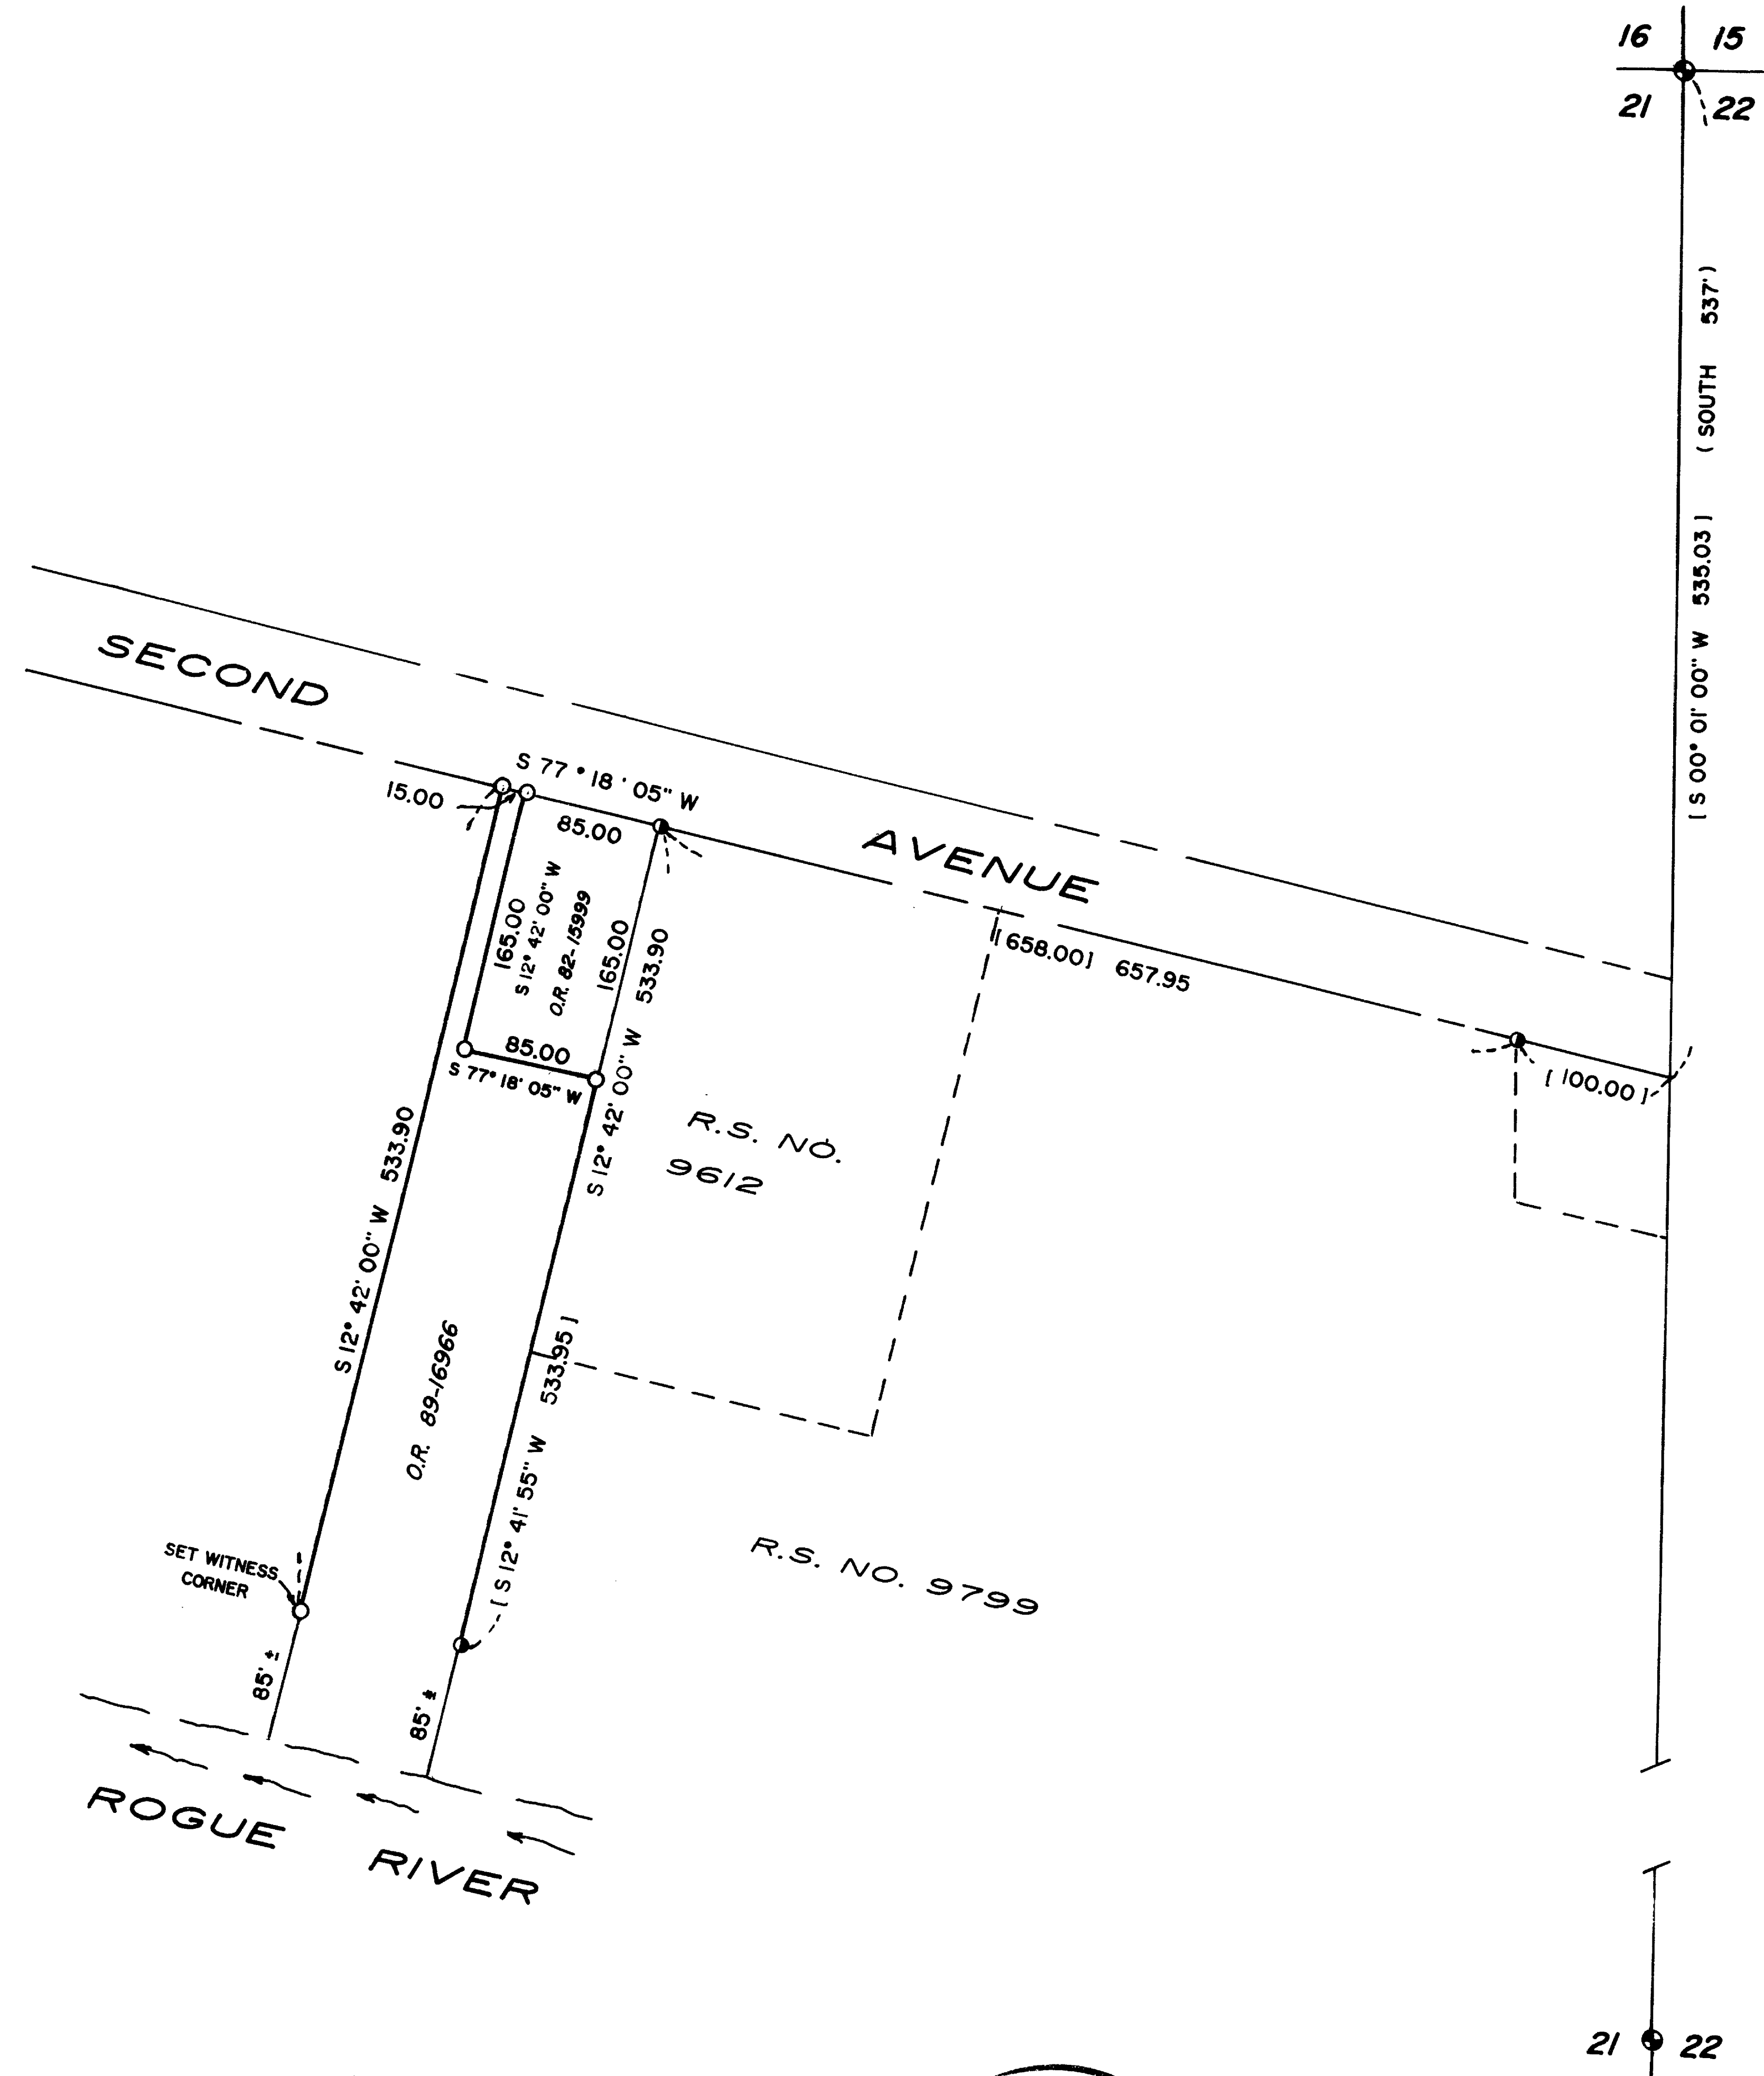 16 15
21 22
( SOUTH 537' )
[ S 00° 01' 00" W 535.03 ]
SECOND
AVENUE
S 77° 18' 05" W
15.00
85.00
165.00
S 12° 42' 00" W
O.R. 82-15999
165.00
S 12° 42' 00" W 533.90
85.00
S 77° 18' 05" W
[ 658.00 ] 657.95
[ 100.00 ]
R.S. NO.
9612
S 12° 42' 00" W 533.90
O.R. 89-16966
[ S 12° 41' 55" W 533.95 ]
R.S. NO. 9799
SET WITNESS
CORNER
85' ±
85' ±
ROGUE
RIVER
21 22